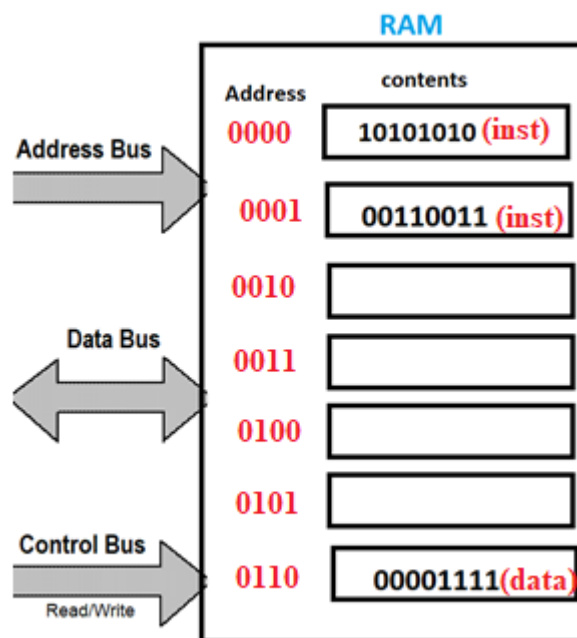 RAM
Address contents
0000 10101010 (inst)
Address Bus
0001 00110011 (inst)
0010
Data Bus
0011
0100
0101
Control Bus
0110 00001111(data)
Read/Write